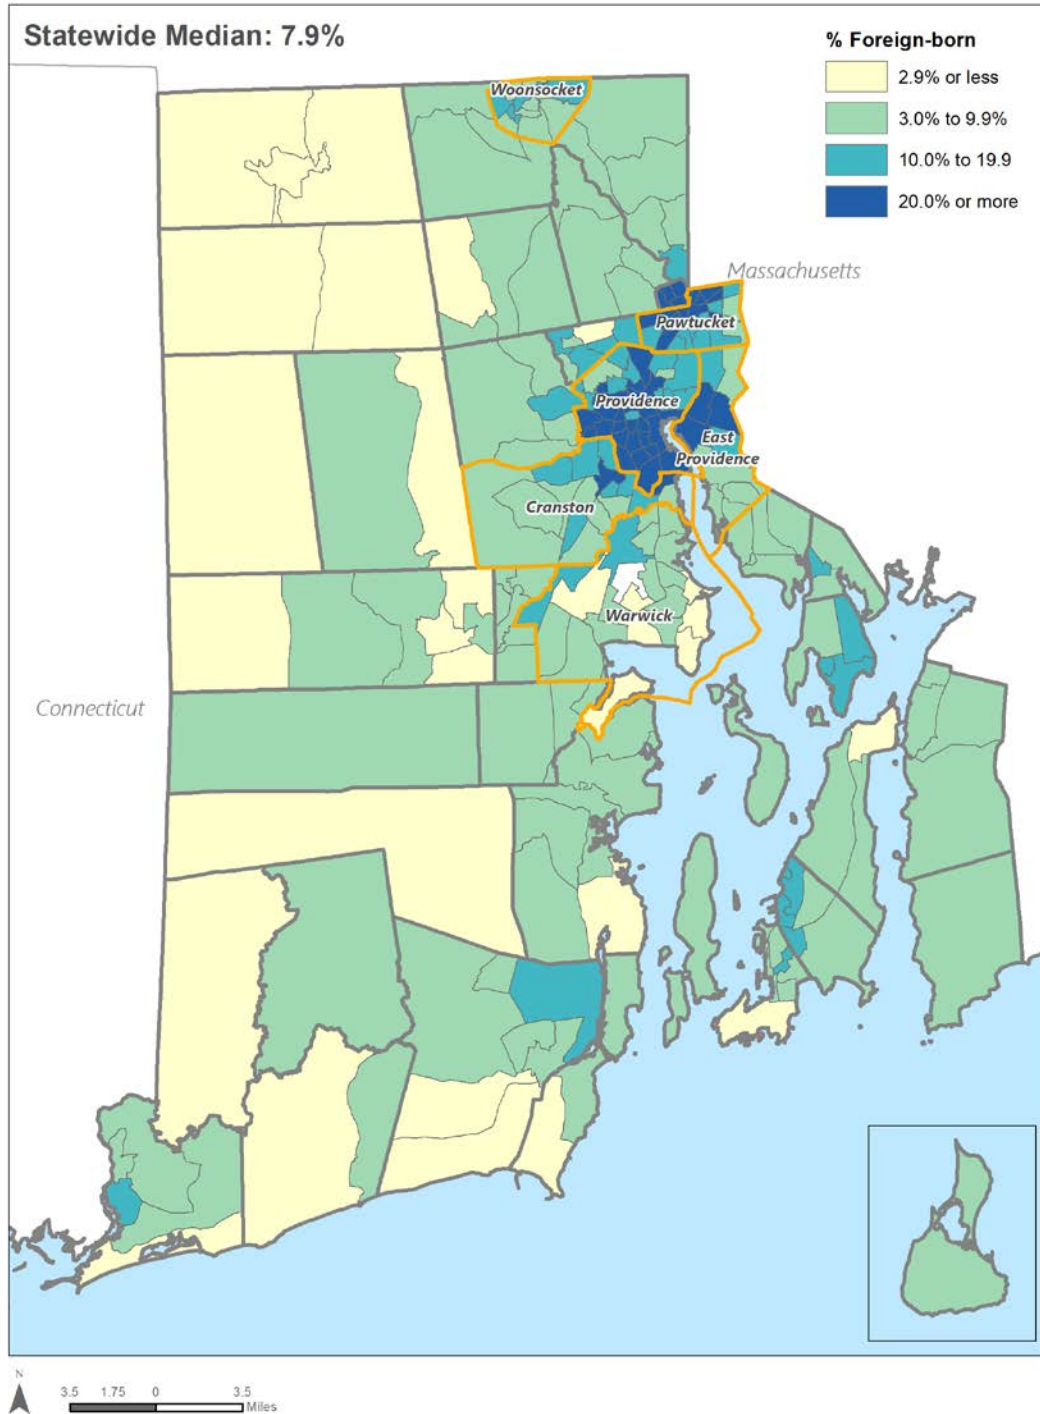 Statewide Median: 7.9%
% Foreign-born
2.9% or less
3.0% to 9.9%
10.0% to 19.9
20.0% or more
Woonsocket
Massachusetts
Pawtucket
Providence
East
Providence
Cranston
Warwick
Connecticut
N
3.5 1.75 0 3.5
Miles